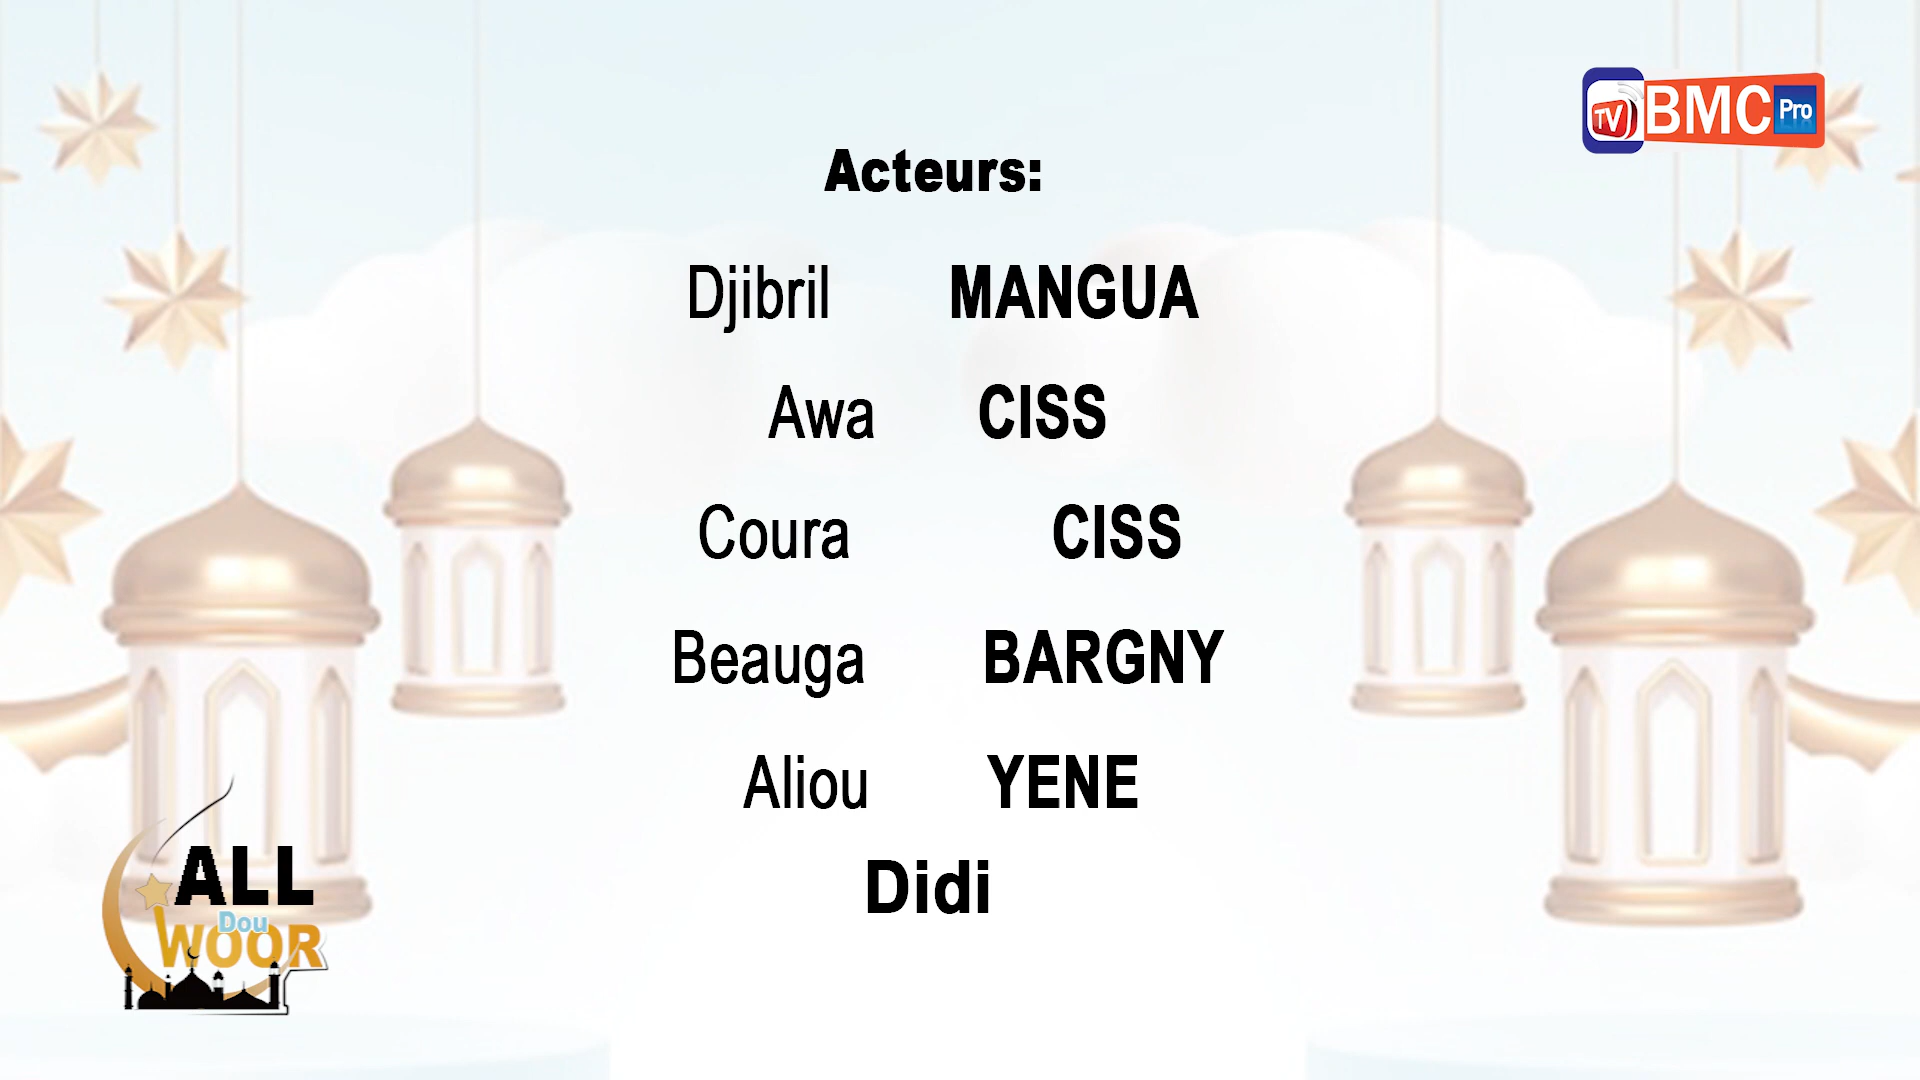 TV BMC Pro
Acteurs:
Djibril MANGUA
Awa CISS
Coura CISS
Beauga BARGNY
Aliou YENE
Didi
ALL
Dou
WOOR